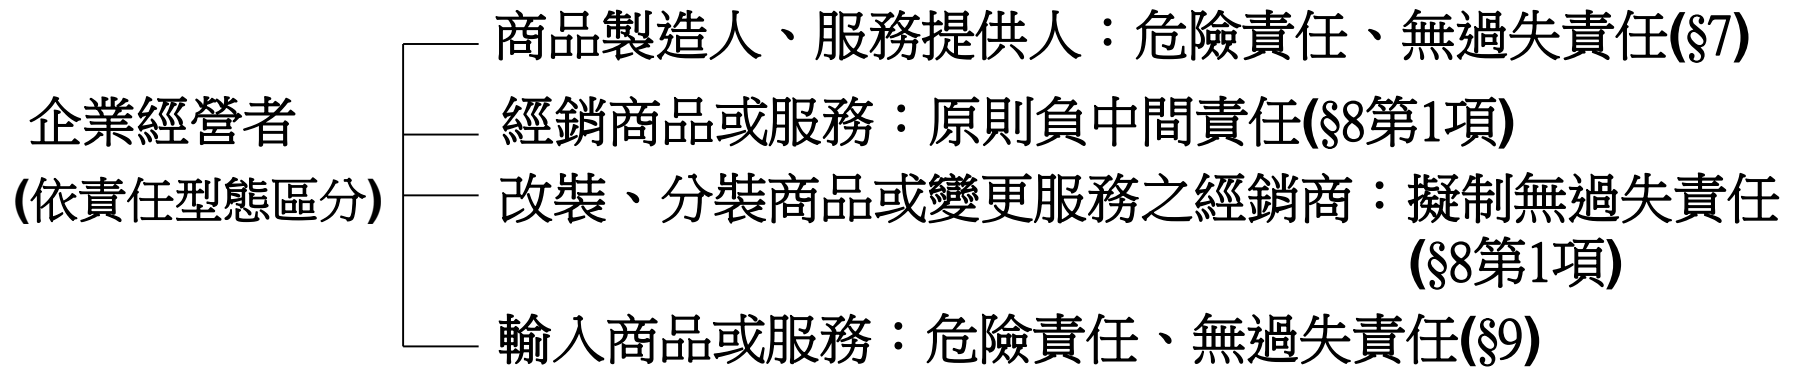 商品製造人、服務提供人：危險責任、無過失責任(§7)
企業經營者
經銷商品或服務：原則負中間責任(§8第1項)
(依責任型態區分)
改裝、分裝商品或變更服務之經銷商：擬制無過失責任
(§8第1項)
輸入商品或服務：危險責任、無過失責任(§9)